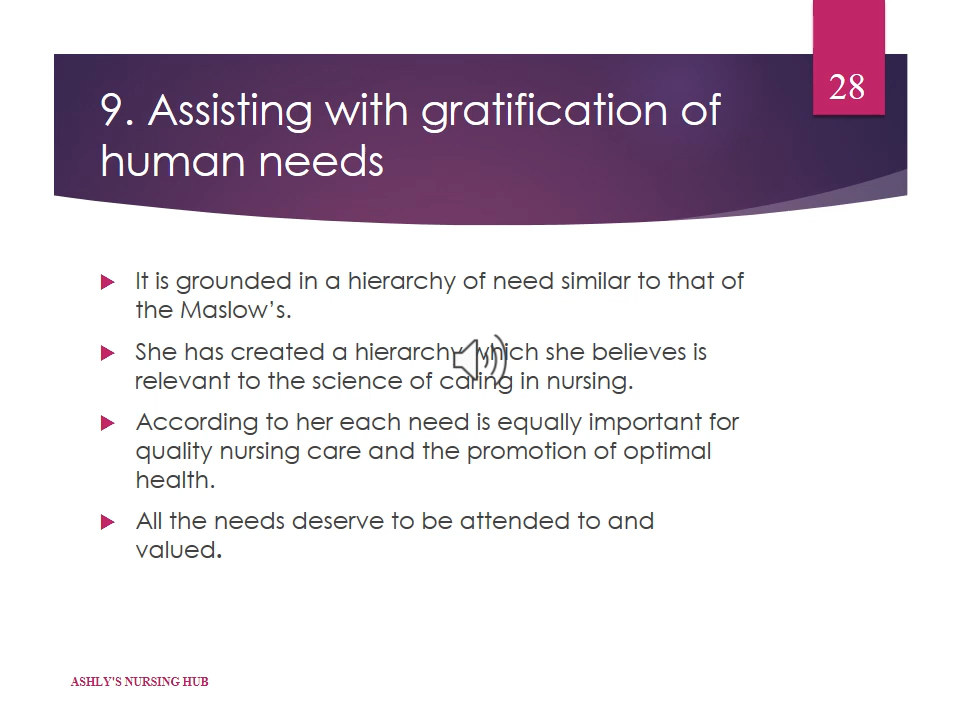 28
9. Assisting with gratification of
human needs
It is grounded in a hierarchy of need similar to that of
the Maslow's.
She has created a hierarchy which she believes is
relevant to the science of caring in nursing.
According to her each need is equally important for
quality nursing care and the promotion of optimal
health.
All the needs deserve to be attended to and
valued.
ASHLY'S NURSING HUB